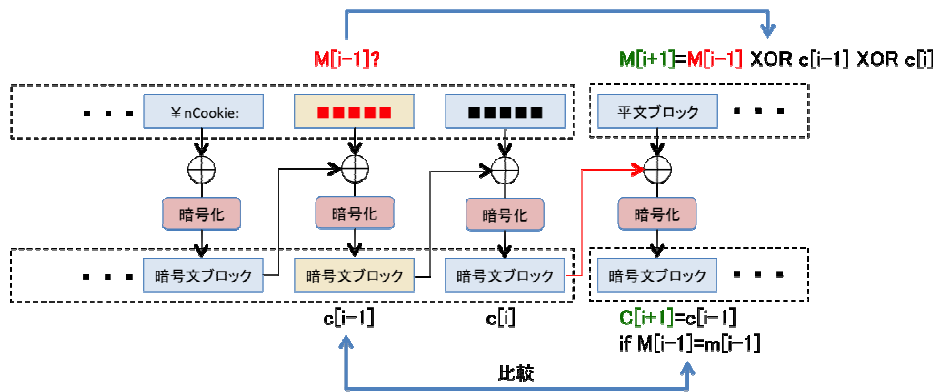 M[i-1]?
M[i+1]=M[i-1] XOR c[i-1] XOR c[i]
・・・ ¥nCookie: ■■■■■ ■■■■■ 平文ブロック ・・・
暗号化 暗号化 暗号化 暗号化
・・・ 暗号文ブロック 暗号文ブロック 暗号文ブロック 暗号文ブロック ・・・
c[i-1] c[i] C[i+1]=c[i-1]
if M[i-1]=m[i-1]
比較